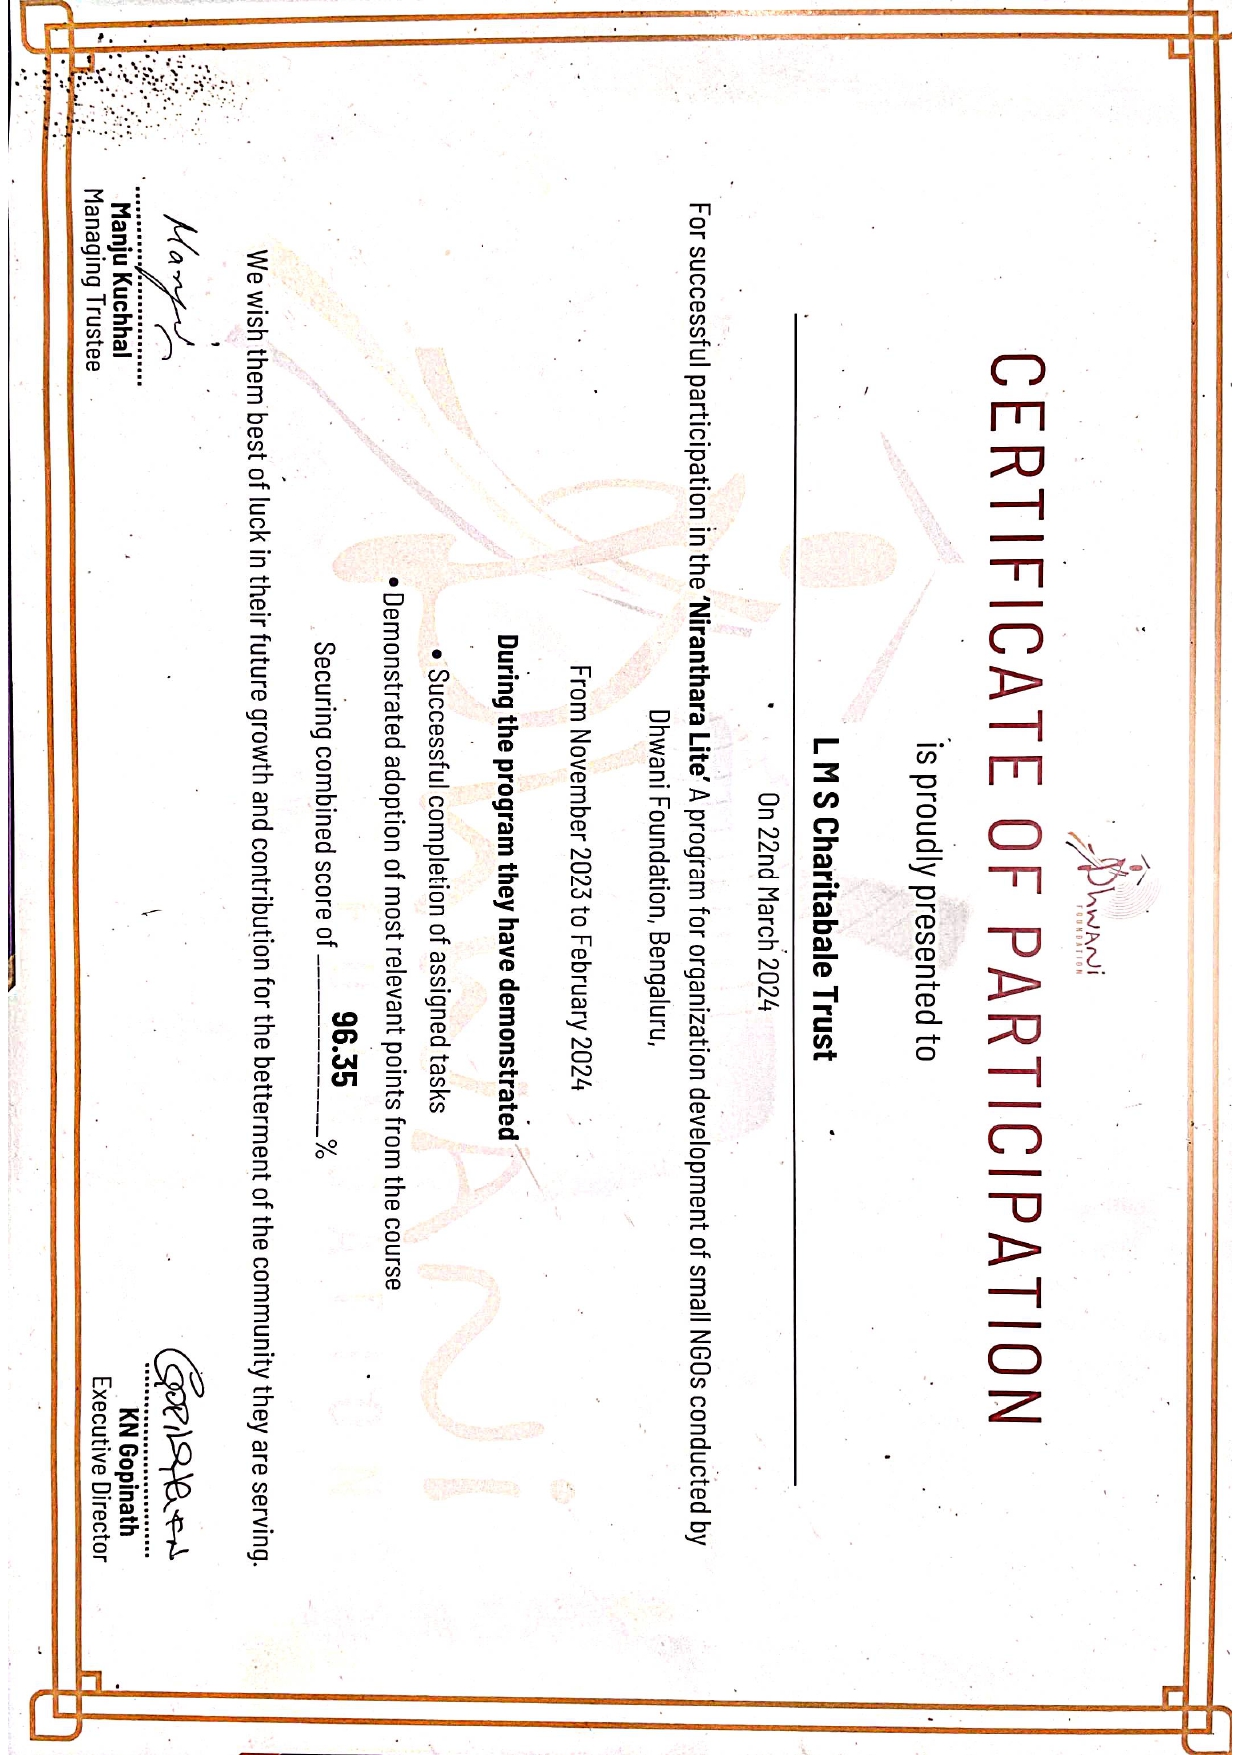 Dhwani
FOUNDATION
CERTIFICATE OF PARTICIPATION
is proudly presented to
L M S Charitabale Trust
On 22nd March 2024
For successful participation in the ‘Niranthara Lite’ A program for organization development of small NGOs conducted by
Dhwani Foundation, Bengaluru,
From November 2023 to February 2024
During the program they have demonstrated
• Successful completion of assigned tasks
• Demonstrated adoption of most relevant points from the course
Securing combined score of 96.35 %
We wish them best of luck in their future growth and contribution for the betterment of the community they are serving.
Manju Kuchhal
Managing Trustee
KN Gopinath
Executive Director